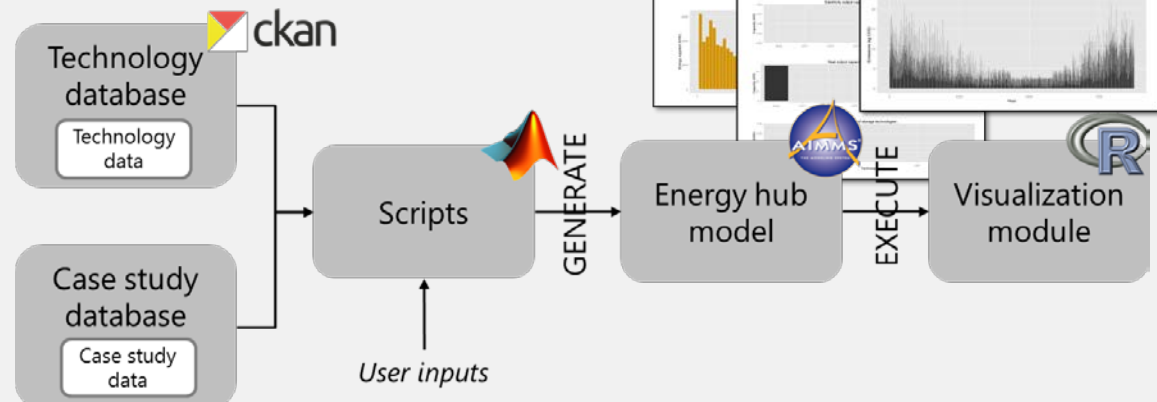 ckan
Technology
database
Technology
data
Case study
database
Case study
data
Scripts
User inputs
GENERATE
AIMMS
Energy hub
model
EXECUTE
R
Visualization
module